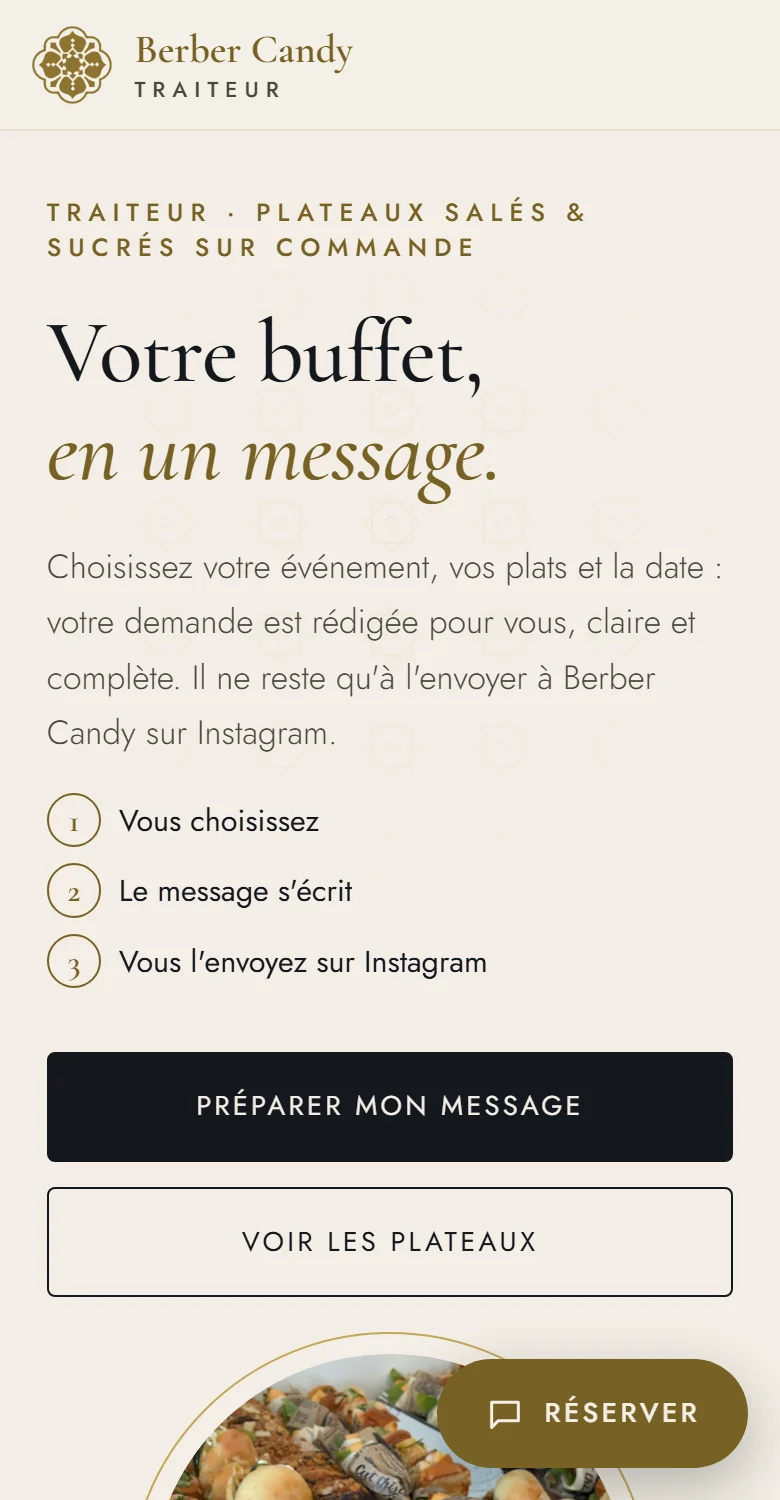 Berber Candy
TRAITEUR
TRAITEUR · PLATEAUX SALÉS &
SUCRÉS SUR COMMANDE
Votre buffet,
en un message.
Choisissez votre événement, vos plats et la date :
votre demande est rédigée pour vous, claire et
complète. Il ne reste qu'à l'envoyer à Berber
Candy sur Instagram.
1 Vous choisissez
2 Le message s'écrit
3 Vous l'envoyez sur Instagram
PRÉPARER MON MESSAGE
VOIR LES PLATEAUX
RÉSERVER